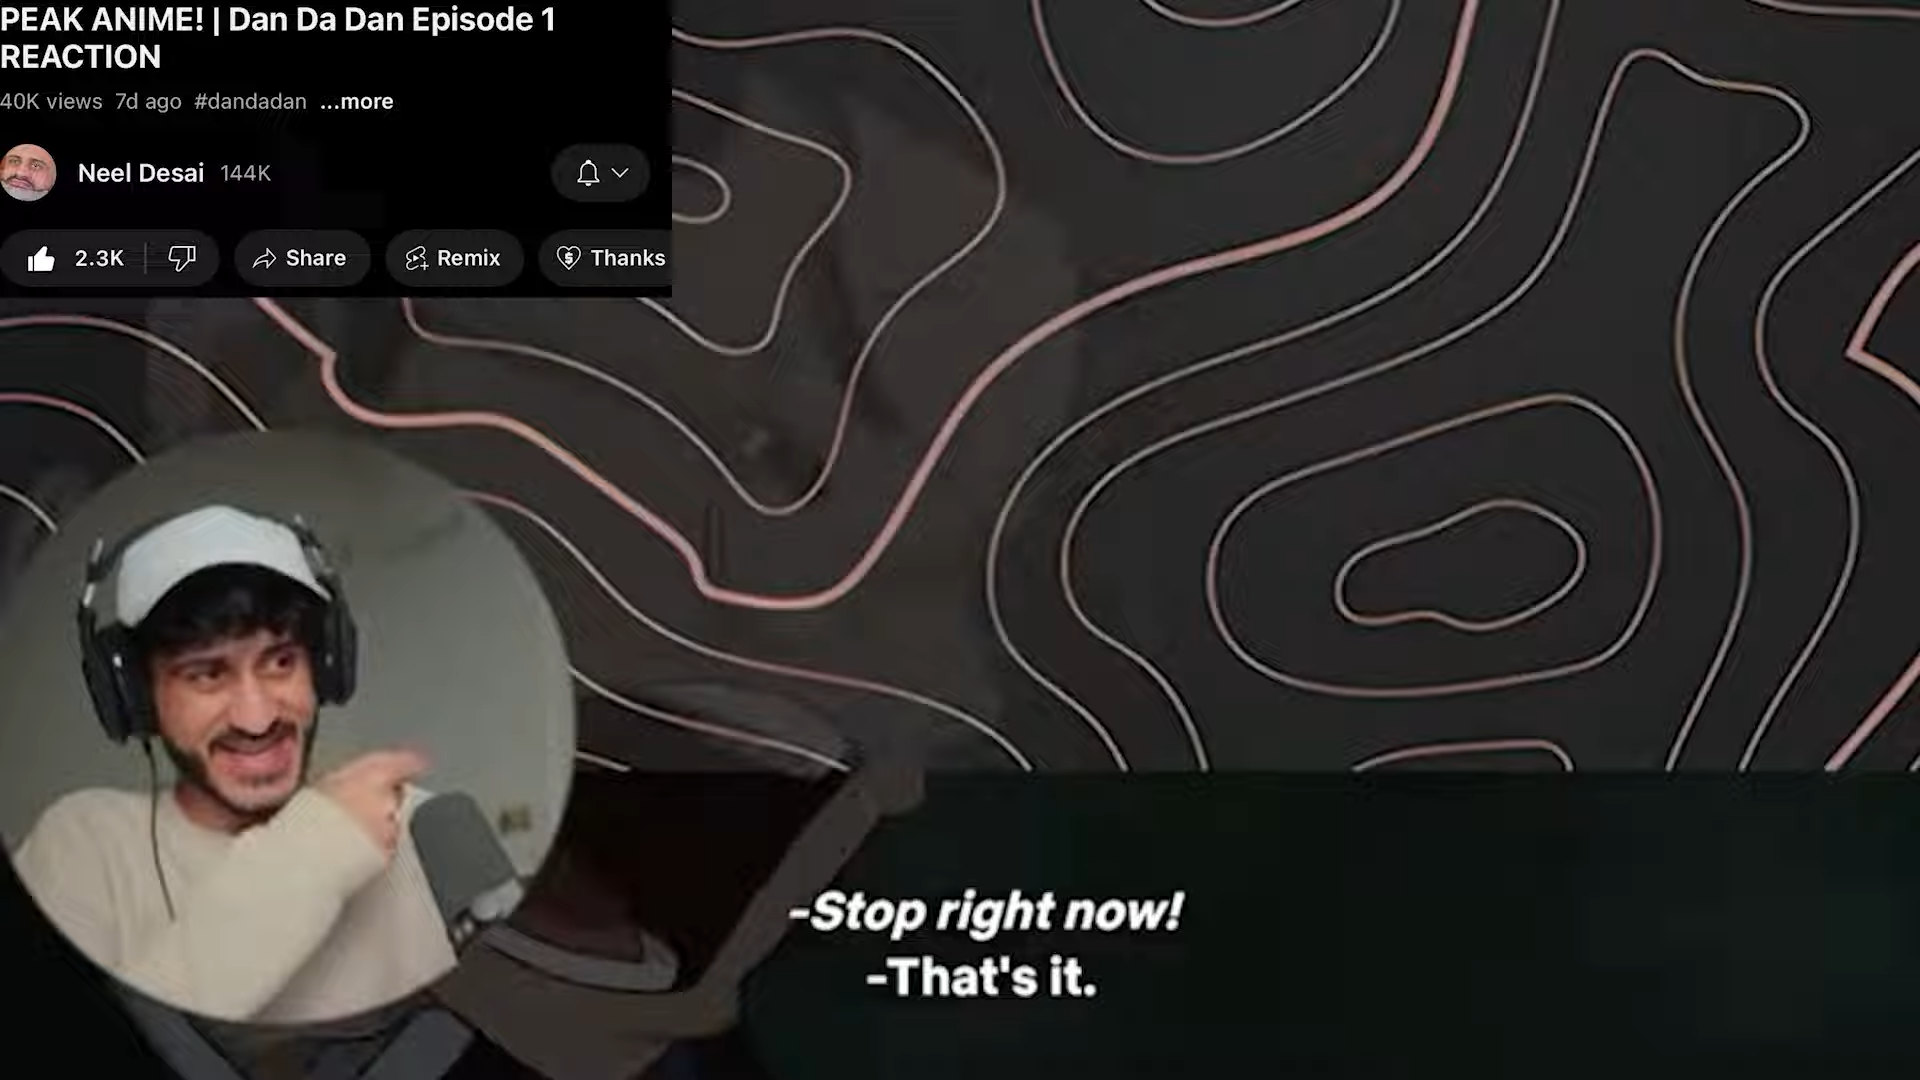 PEAK ANIME! | Dan Da Dan Episode 1
REACTION
40K views 7d ago #dandadan ...more
Neel Desai 144K
2.3K Share Remix Thanks
-Stop right now!
-That's it.